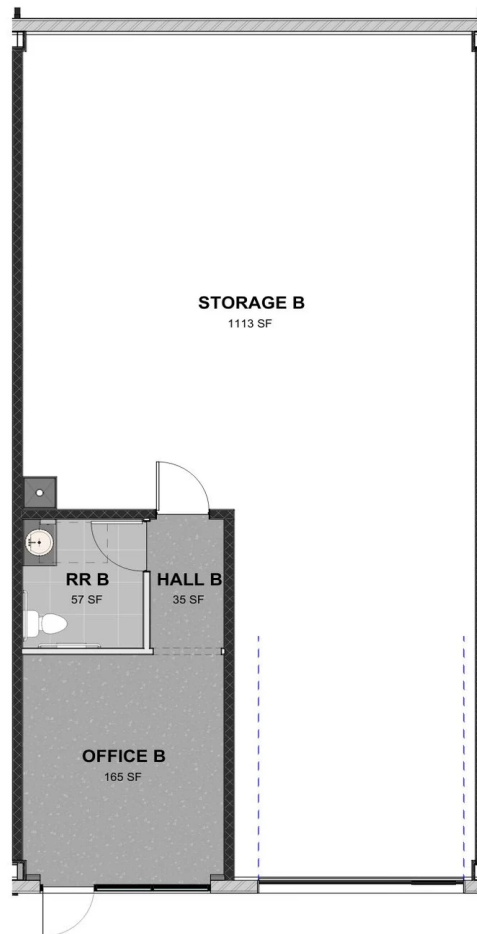 STORAGE B
1113 SF
RR B
57 SF
HALL B
35 SF
OFFICE B
165 SF